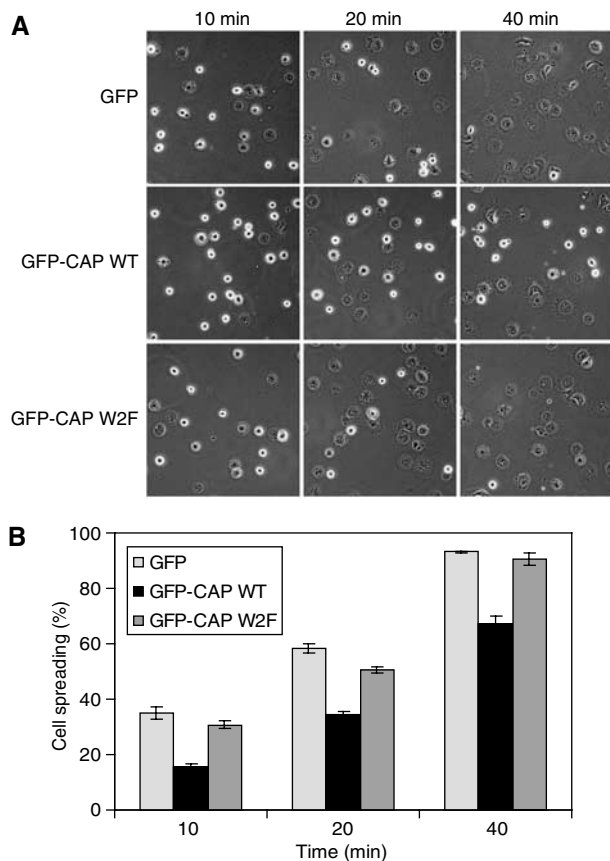 A
10 min 20 min 40 min
GFP
GFP-CAP WT
GFP-CAP W2F
B
100
80
60
40
20
0
Cell spreading (%)
GFP
GFP-CAP WT
GFP-CAP W2F
10 20 40
Time (min)